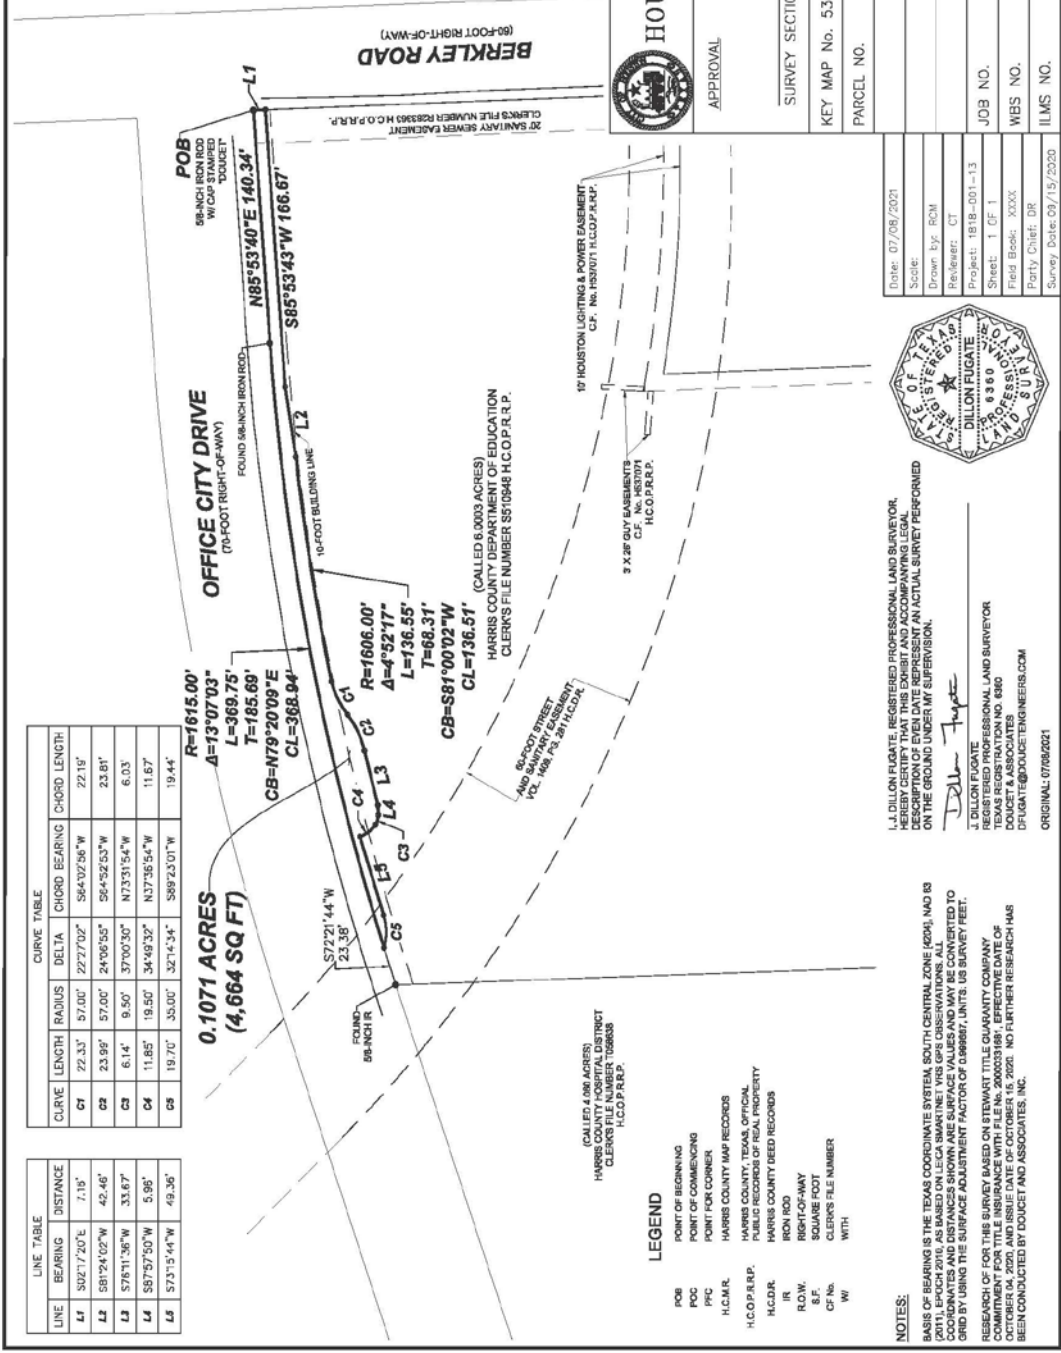 LINE TABLE
LINE BEARING DISTANCE
L1 S02°17'20"E 7.15'
L2 S81°24'02"W 42.46'
L3 S76°11'36"W 33.67'
L4 S87°57'50"W 5.96'
L5 S73°15'44"W 49.36'
CURVE TABLE
CURVE LENGTH RADIUS DELTA CHORD BEARING CHORD LENGTH
C1 22.33' 57.00' 22°27'02" S64°02'56"W 22.19'
C2 23.99' 57.00' 24°06'55" S64°52'53"W 23.81'
C3 6.14' 9.50' 37°00'30" N73°31'54"W 6.03'
C4 11.85' 19.50' 34°49'32" N37°36'54"W 11.67'
C5 19.70' 35.00' 32°14'34" S89°23'01"W 19.44'
0.1071 ACRES
(4,664 SQ FT)
R=1615.00'
Δ=13°07'03"
L=369.75'
T=185.69'
CB=N79°20'09"E
CL=368.94'
OFFICE CITY DRIVE
(70-FOOT RIGHT-OF-WAY)
FOUND 5/8-INCH IRON ROD
POB
5/8-INCH IRON ROD
W/ CAP STAMPED
"DOUCET"
N85°53'40"E 140.34'
S85°53'43"W 166.67'
L1
BERKLEY ROAD
(60-FOOT RIGHT-OF-WAY)
20' SANITARY SEWER EASEMENT
CLERK'S FILE NUMBER R283363 H.C.O.P.R.R.P.
L2
10-FOOT BUILDING LINE
R=1606.00'
Δ=4°52'17"
L=136.55'
T=68.31'
CB=S81°00'02"W
CL=136.51'
C1
C2
L3
L4
C4
C3
L5
C5
S72°21'44"W
23.38'
FOUND
5/8-INCH IR
(CALLED 6.0003 ACRES)
HARRIS COUNTY DEPARTMENT OF EDUCATION
CLERK'S FILE NUMBER S510948 H.C.O.P.R.R.P.
60-FOOT STREET
AND SANITARY EASEMENT
VOL. 1409, PG. 281 H.C.D.R.
10' HOUSTON LIGHTING & POWER EASEMENT
C.F. No. H537071 H.C.O.P.R.R.P.
3' X 26' GUY EASEMENTS
C.F. No. H537071
H.C.O.P.R.R.P.
(CALLED 4.080 ACRES)
HARRIS COUNTY HOSPITAL DISTRICT
CLERK'S FILE NUMBER T058638
H.C.O.P.R.R.P.
LEGEND
POB POINT OF BEGINNING
POC POINT OF COMMENCING
PFC POINT FOR CORNER
H.C.M.R. HARRIS COUNTY MAP RECORDS
H.C.O.P.R.R.P. HARRIS COUNTY, TEXAS, OFFICIAL
PUBLIC RECORDS OF REAL PROPERTY
H.C.D.R. HARRIS COUNTY DEED RECORDS
IR IRON ROD
R.O.W. RIGHT-OF-WAY
S.F. SQUARE FOOT
CF No. CLERK'S FILE NUMBER
W/ WITH
NOTES:
BASIS OF BEARING IS THE TEXAS COORDINATE SYSTEM, SOUTH CENTRAL ZONE [4204], NAD 83
(2011), EPOCH 2010, AS BASED ON LEICA SMARTNET VRS GPS OBSERVATIONS. ALL
COORDINATES AND DISTANCES SHOWN ARE SURFACE VALUES AND MAY BE CONVERTED TO
GRID BY USING THE SURFACE ADJUSTMENT FACTOR OF UNITS: US SURVEY FEET.
RESEARCH OF FOR THIS SURVEY BASED ON STEWART TITLE GUARANTY COMPANY
COMMITMENT FOR TITLE INSURANCE WITH FILE No. 20000331681, EFFECTIVE DATE OF
OCTOBER 04, 2020, AND ISSUE DATE OF OCTOBER 15, 2020. NO FURTHER RESEARCH HAS
BEEN CONDUCTED BY DOUCET AND ASSOCIATES, INC.
I, J. DILLON FUGATE, REGISTERED PROFESSIONAL LAND SURVEYOR,
HEREBY CERTIFY THAT THIS EXHIBIT AND ACCOMPANYING LEGAL
DESCRIPTION OF EVEN DATE REPRESENT AN ACTUAL SURVEY PERFORMED
ON THE GROUND UNDER MY SUPERVISION.
Dillon Fugate
J. DILLON FUGATE
REGISTERED PROFESSIONAL LAND SURVEYOR
TEXAS REGISTRATION NO. 6360
DOUCET & ASSOCIATES
DFUGATE@DOUCETENGINEERS.COM
ORIGINAL: 07/08/2021
STATE OF TEXAS
REGISTERED
DILLON FUGATE
6360
PROFESSIONAL
LAND SURVEYOR
Date: 07/08/2021
Scale:
Drawn by: RCM
Reviewer: CT
Project: 1818-001-13
Sheet: 1 OF 1
Field Book: XXXX
Party Chief: DR
Survey Date: 09/15/2020
HOU
APPROVAL
SURVEY SECTIO
KEY MAP No. 53
PARCEL NO.
JOB NO.
WBS NO.
ILMS NO.